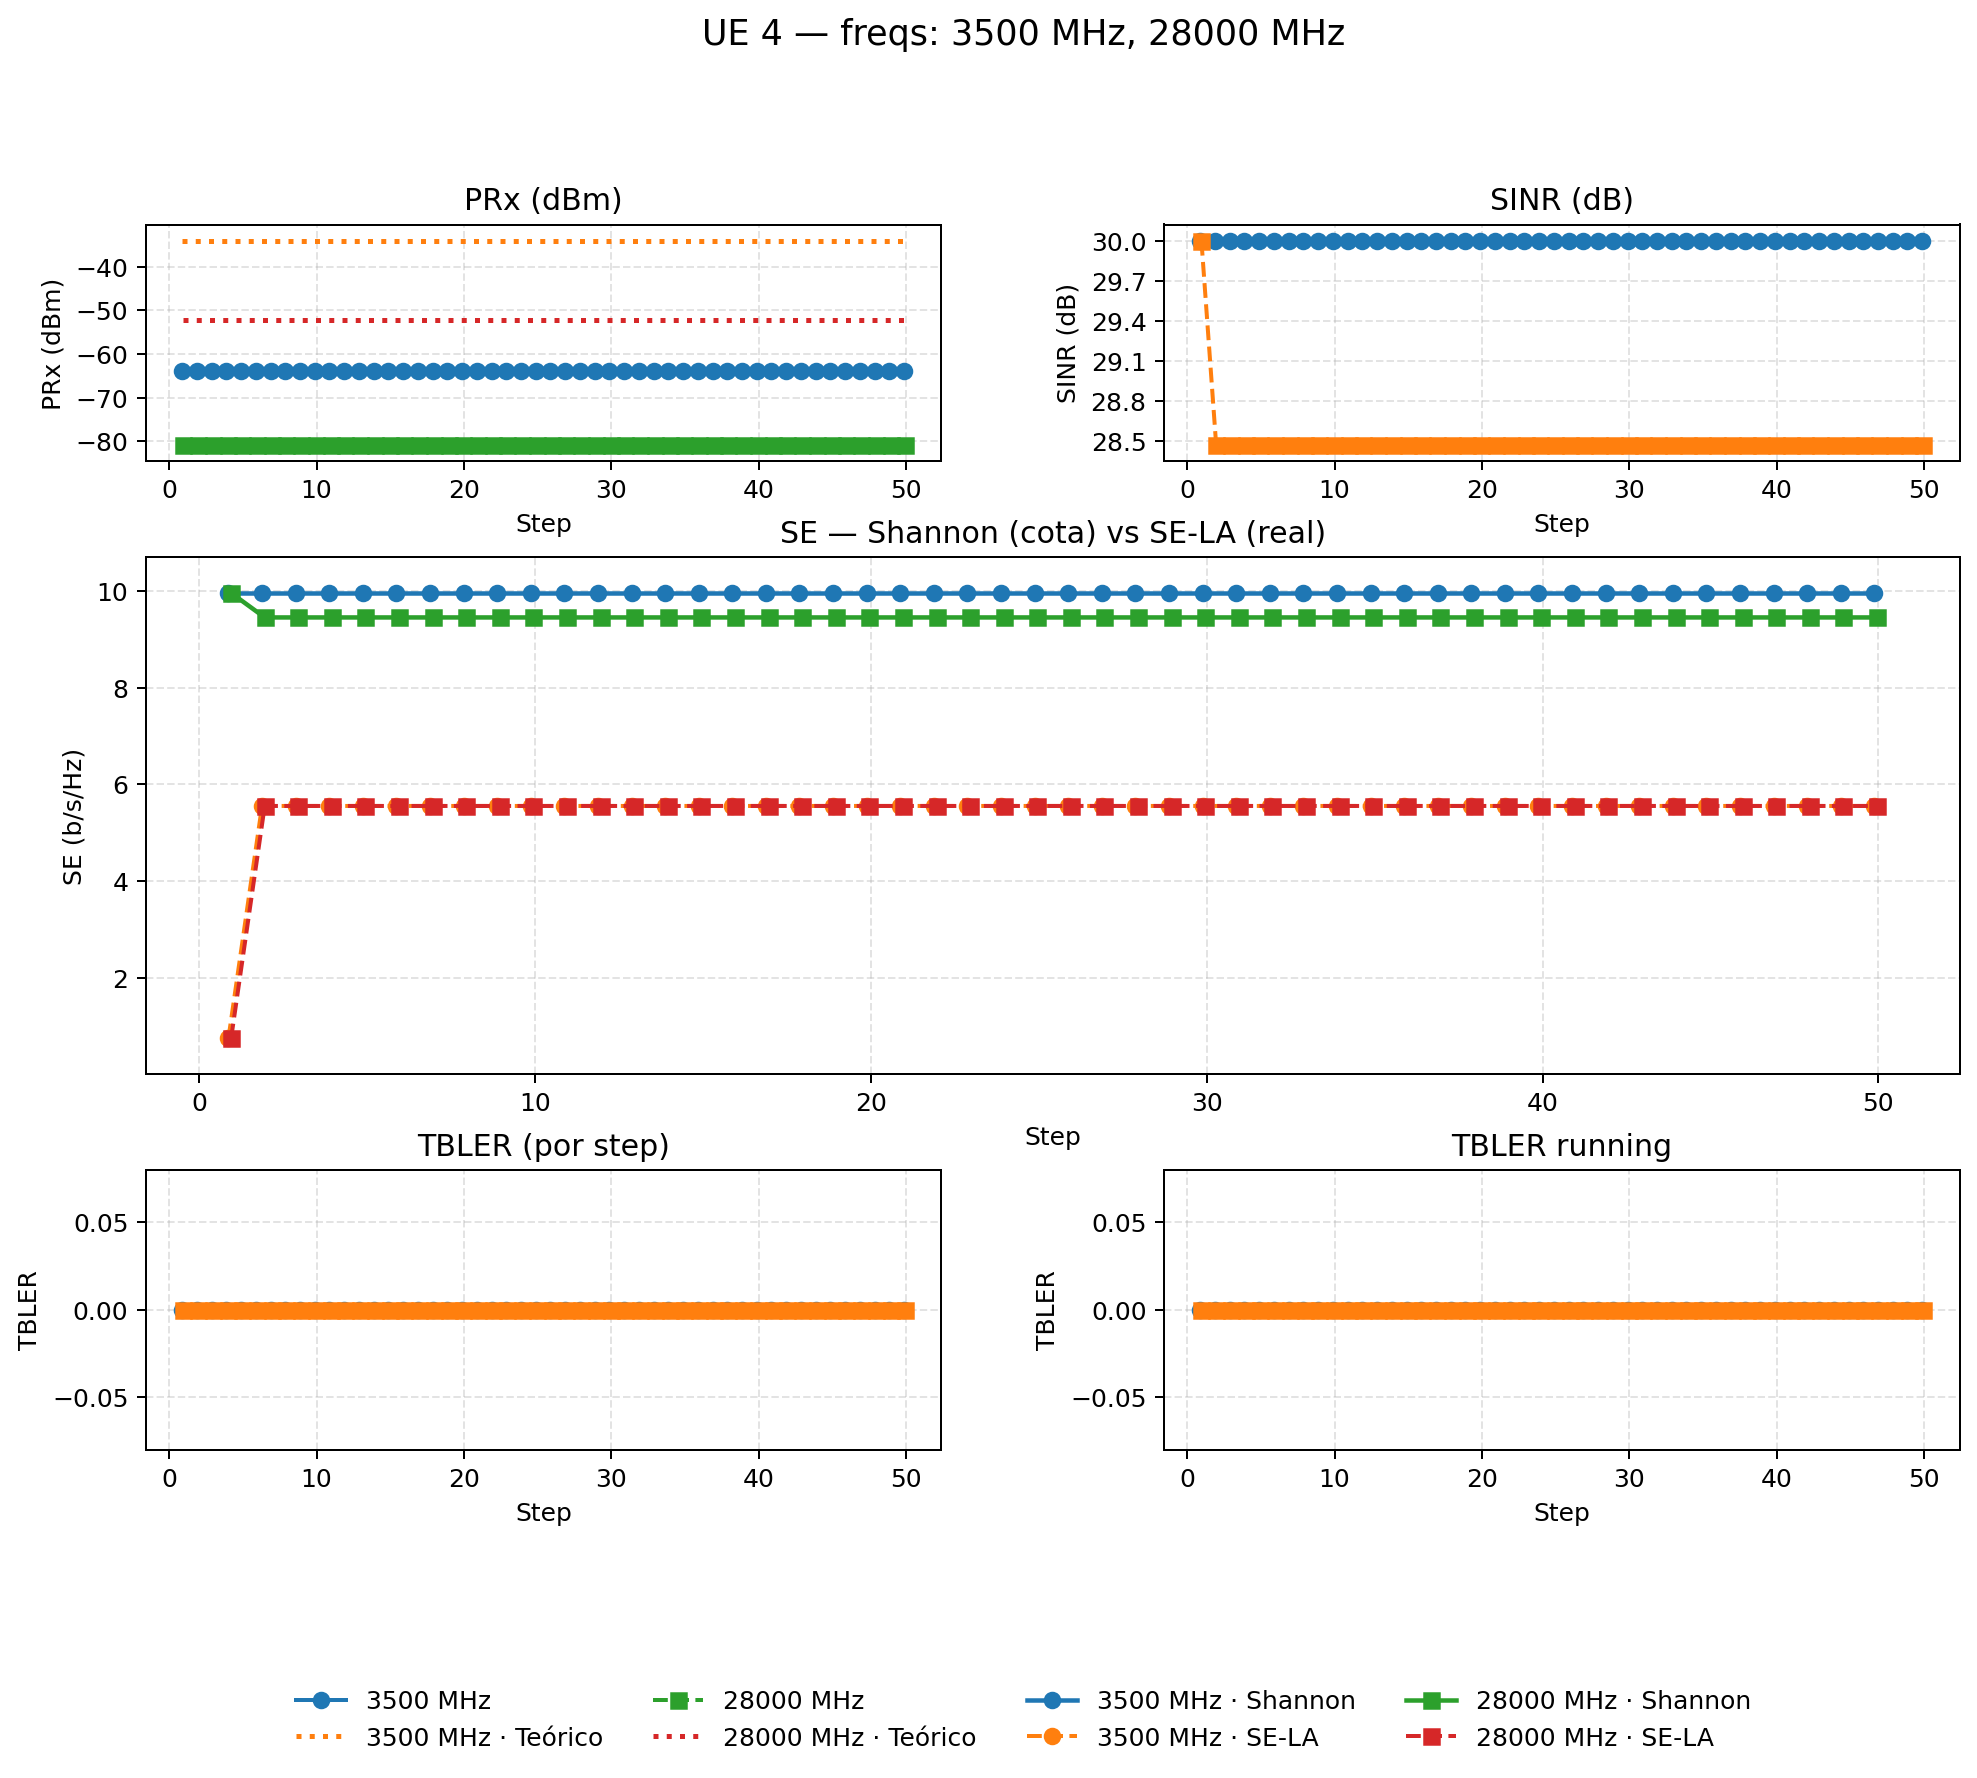 UE 4 — freqs: 3500 MHz, 28000 MHz
PRx (dBm)
PRx (dBm)
−40
−50
−60
−70
−80
0 10 20 30 40 50
Step
SINR (dB)
SINR (dB)
30.0
29.7
29.4
29.1
28.8
28.5
0 10 20 30 40 50
Step
SE — Shannon (cota) vs SE-LA (real)
SE (b/s/Hz)
10
8
6
4
2
0 10 20 30 40 50
Step
TBLER (por step)
TBLER
0.05
0.00
−0.05
0 10 20 30 40 50
Step
TBLER running
TBLER
0.05
0.00
−0.05
0 10 20 30 40 50
Step
3500 MHz 28000 MHz 3500 MHz · Shannon 28000 MHz · Shannon
3500 MHz · Teórico 28000 MHz · Teórico 3500 MHz · SE-LA 28000 MHz · SE-LA